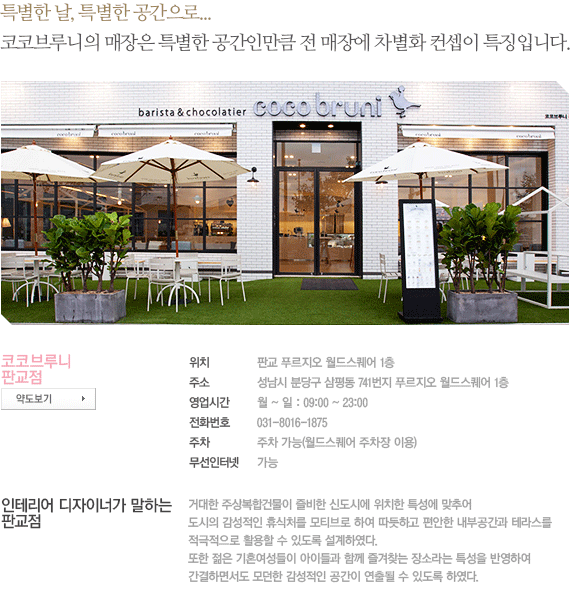 특별한 날, 특별한 공간으로...
코코브루니의 매장은 특별한 공간인만큼 전 매장에 차별화 컨셉이 특징입니다.
barista & chocolatier coco bruni
코코브루니
코코브루니
판교점
약도보기
위치 판교 푸르지오 월드스퀘어 1층
주소 성남시 분당구 삼평동 741번지 푸르지오 월드스퀘어 1층
영업시간 월 ~ 일 : 09:00 ~ 23:00
전화번호 031-8016-1875
주차 주차 가능(월드스퀘어 주차장 이용)
무선인터넷 가능
인테리어 디자이너가 말하는
판교점
거대한 주상복합건물이 즐비한 신도시에 위치한 특성에 맞추어
도시의 감성적인 휴식처를 모티브로 하여 따듯하고 편안한 내부공간과 테라스를
적극적으로 활용할 수 있도록 설계하였다.
또한 젊은 기혼여성들이 아이들과 함께 즐겨찾는 장소라는 특성을 반영하여
간결하면서도 모던한 감성적인 공간이 연출될 수 있도록 하였다.